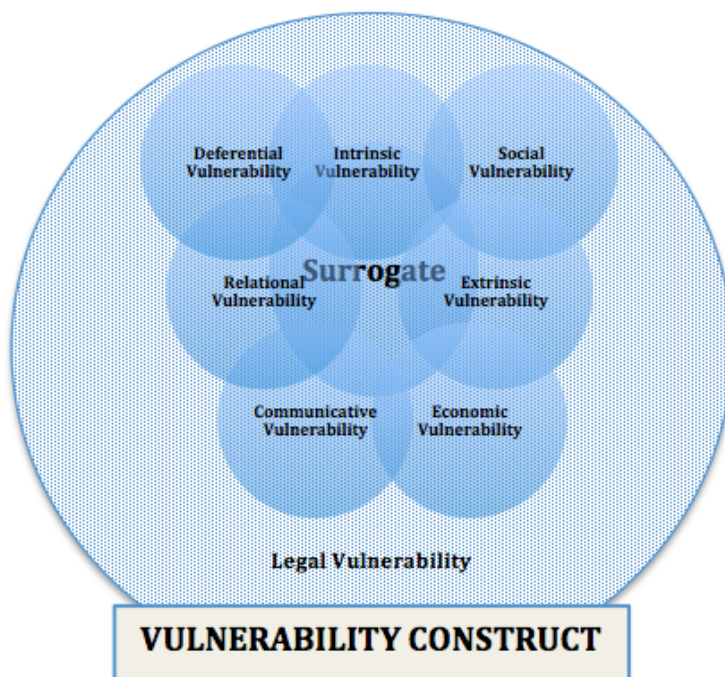 Deferential
Vulnerability
Intrinsic
Vulnerability
Social
Vulnerability
Surrogate
Relational
Vulnerability
Extrinsic
Vulnerability
Communicative
Vulnerability
Economic
Vulnerability
Legal Vulnerability
VULNERABILITY CONSTRUCT